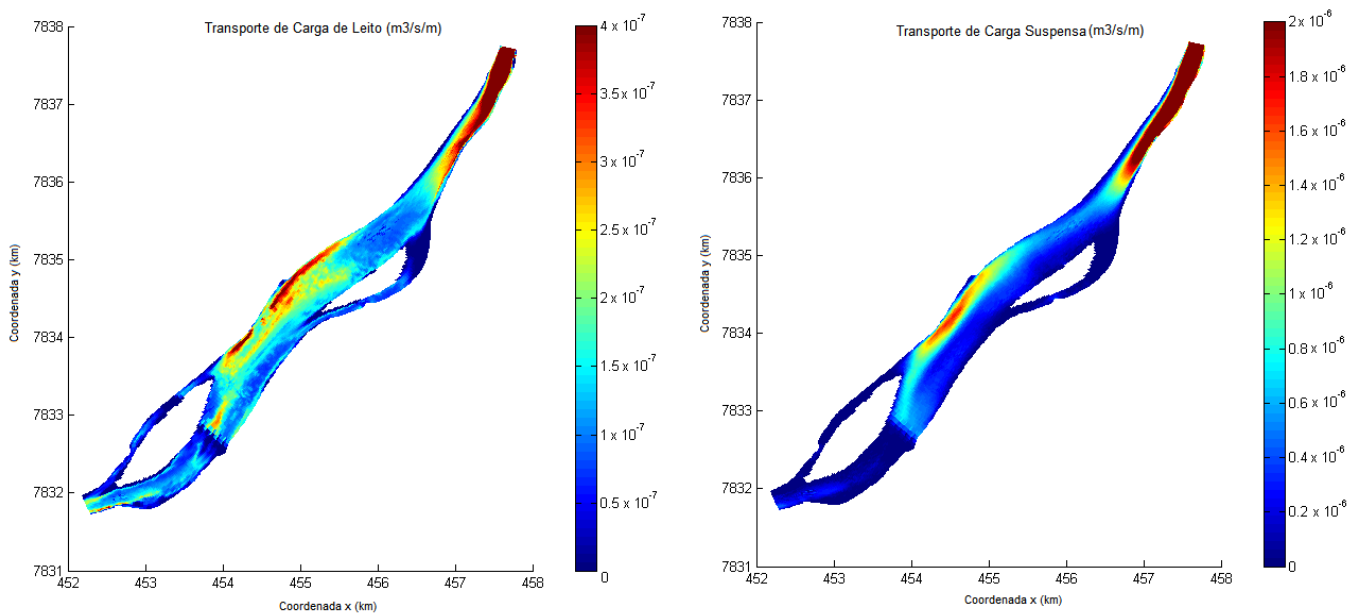 Transporte de Carga de Leito (m3/s/m)
7838
7837
7836
7835
7834
7833
7832
7831
Coordenada y (km)
452
453
454
455
456
457
458
Coordenada x (km)
4 x 10-7
3.5 x 10-7
4 x 10-7
2.5 x 10-7
2 x 10-7
1.5 x 10-7
1 x 10-7
0.5 x 10-7
0
Transporte de Carga Suspensa (m3/s/m)
7838
7837
7836
7835
7834
7833
7832
7831
Coordenada y (km)
452
453
454
455
456
457
458
Coordenada x (km)
2 x 10-6
1.8 x 10-6
1.6 x 10-6
1.4 x 10-6
1.2 x 10-6
1 x 10-6
0.8 x 10-6
0.6 x 10-6
0.4 x 10-6
0.2 x 10-6
0